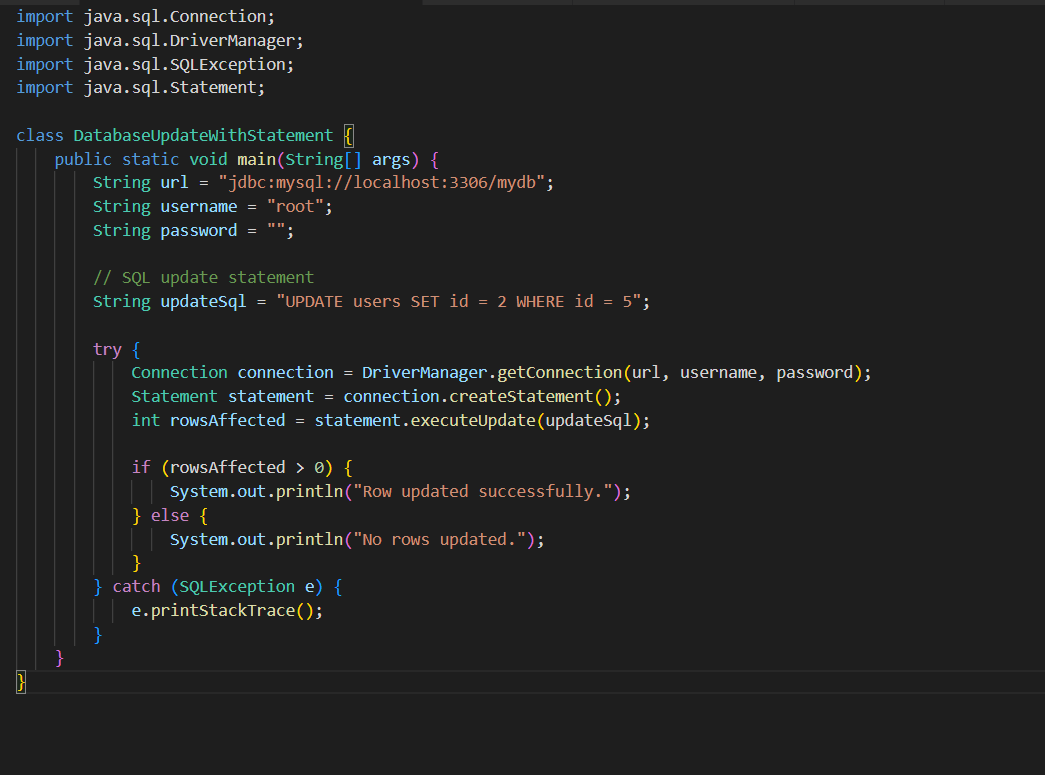 import java.sql.Connection;
import java.sql.DriverManager;
import java.sql.SQLException;
import java.sql.Statement;

class DatabaseUpdateWithStatement {
    public static void main(String[] args) {
        String url = "jdbc:mysql://localhost:3306/mydb";
        String username = "root";
        String password = "";

        // SQL update statement
        String updateSql = "UPDATE users SET id = 2 WHERE id = 5";

        try {
            Connection connection = DriverManager.getConnection(url, username, password);
            Statement statement = connection.createStatement();
            int rowsAffected = statement.executeUpdate(updateSql);

            if (rowsAffected > 0) {
                System.out.println("Row updated successfully.");
            } else {
                System.out.println("No rows updated.");
            }
        } catch (SQLException e) {
            e.printStackTrace();
        }
    }
}